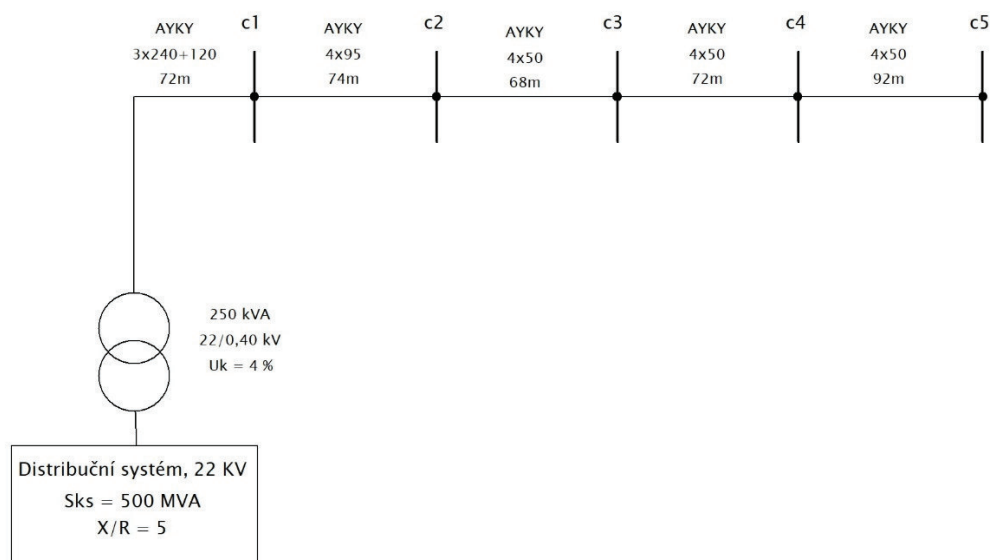 AYKY
3x240+120
72m
c1
AYKY
4x95
74m
c2
AYKY
4x50
68m
c3
AYKY
4x50
72m
c4
AYKY
4x50
92m
c5
250 kVA
22/0,40 kV
Uk = 4 %
Distribuční systém, 22 KV
Sks = 500 MVA
X/R = 5